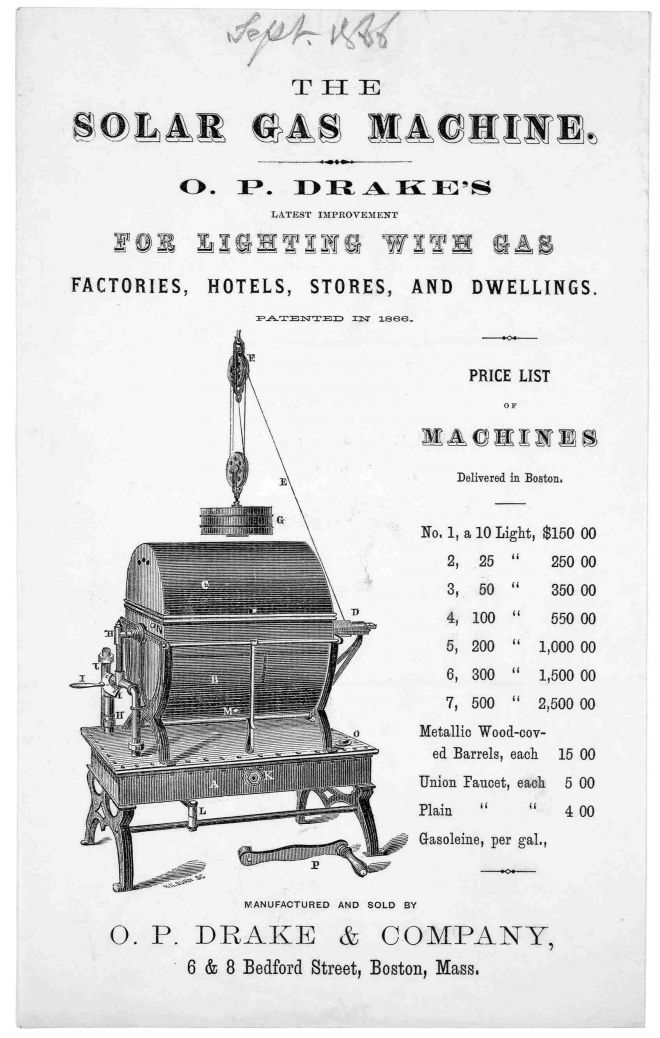 Sept. 1868
THE
SOLAR GAS MACHINE.
O. P. DRAKE'S
LATEST IMPROVEMENT
FOR LIGHTING WITH GAS
FACTORIES, HOTELS, STORES, AND DWELLINGS.
PATENTED IN 1866.
PRICE LIST
OF
MACHINES
Delivered in Boston.
No. 1, a 10 Light, $150 00
2, 25 “ 250 00
3, 50 “ 350 00
4, 100 “ 550 00
5, 200 “ 1,000 00
6, 300 “ 1,500 00
7, 500 “ 2,500 00
Metallic Wood-cov-
ed Barrels, each 15 00
Union Faucet, each 5 00
Plain “ “ 4 00
Gasoleine, per gal.,
F
E
G
C
D
H
J
I
B
M
H
O
A
K
L
P
KILBURN SC
MANUFACTURED AND SOLD BY
O. P. DRAKE & COMPANY,
6 & 8 Bedford Street, Boston, Mass.